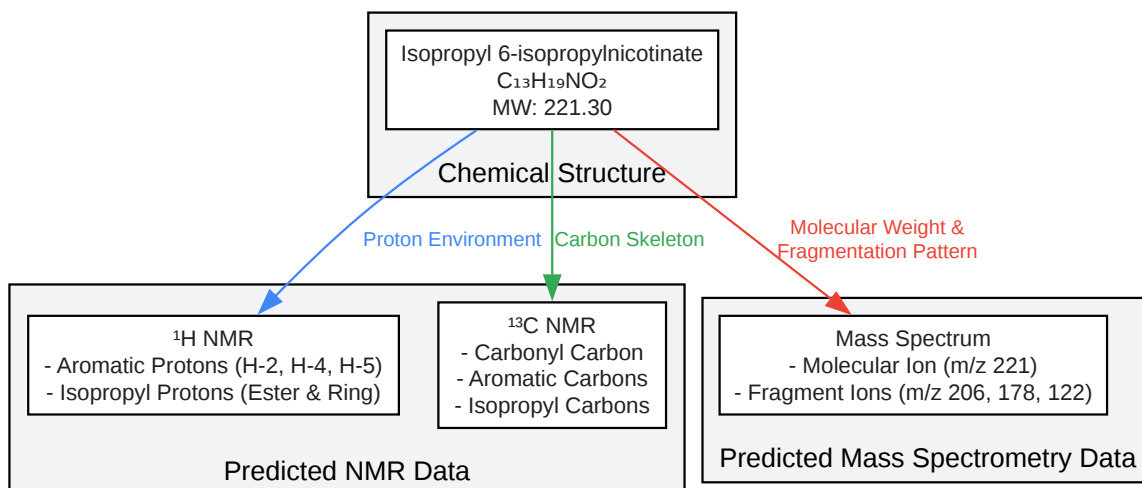 Isopropyl 6-isopropylnicotinate
C₁₃H₁₉NO₂
MW: 221.30
Chemical Structure
Proton Environment
Carbon Skeleton
Molecular Weight &
Fragmentation Pattern
¹H NMR
- Aromatic Protons (H-2, H-4, H-5)
- Isopropyl Protons (Ester & Ring)
¹³C NMR
- Carbonyl Carbon
- Aromatic Carbons
- Isopropyl Carbons
Predicted NMR Data
Mass Spectrum
- Molecular Ion (m/z 221)
- Fragment Ions (m/z 206, 178, 122)
Predicted Mass Spectrometry Data